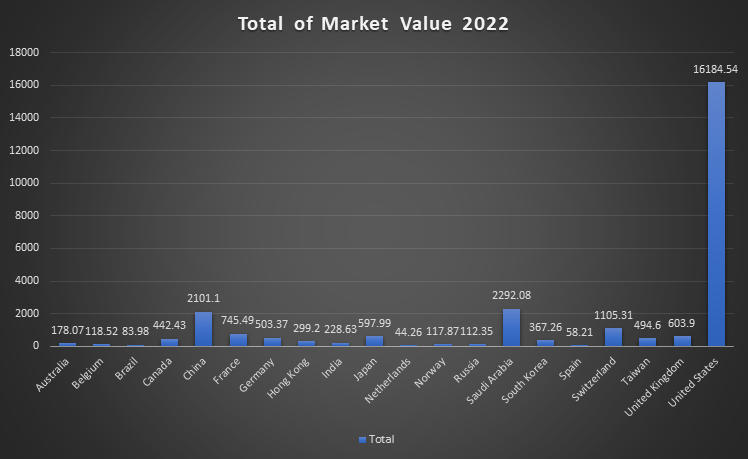 Total of Market Value 2022
18000
16000
14000
12000
10000
8000
6000
4000
2000
0
178.07
118.52
83.98
442.43
2101.1
745.49
503.37
299.2
228.63
597.99
44.26
117.87
112.35
2292.08
367.26
58.21
1105.31
494.6
603.9
16184.54
Australia
Belgium
Brazil
Canada
China
France
Germany
Hong Kong
India
Japan
Netherlands
Norway
Russia
Saudi Arabia
South Korea
Spain
Switzerland
Taiwan
United Kingdom
United States
Total